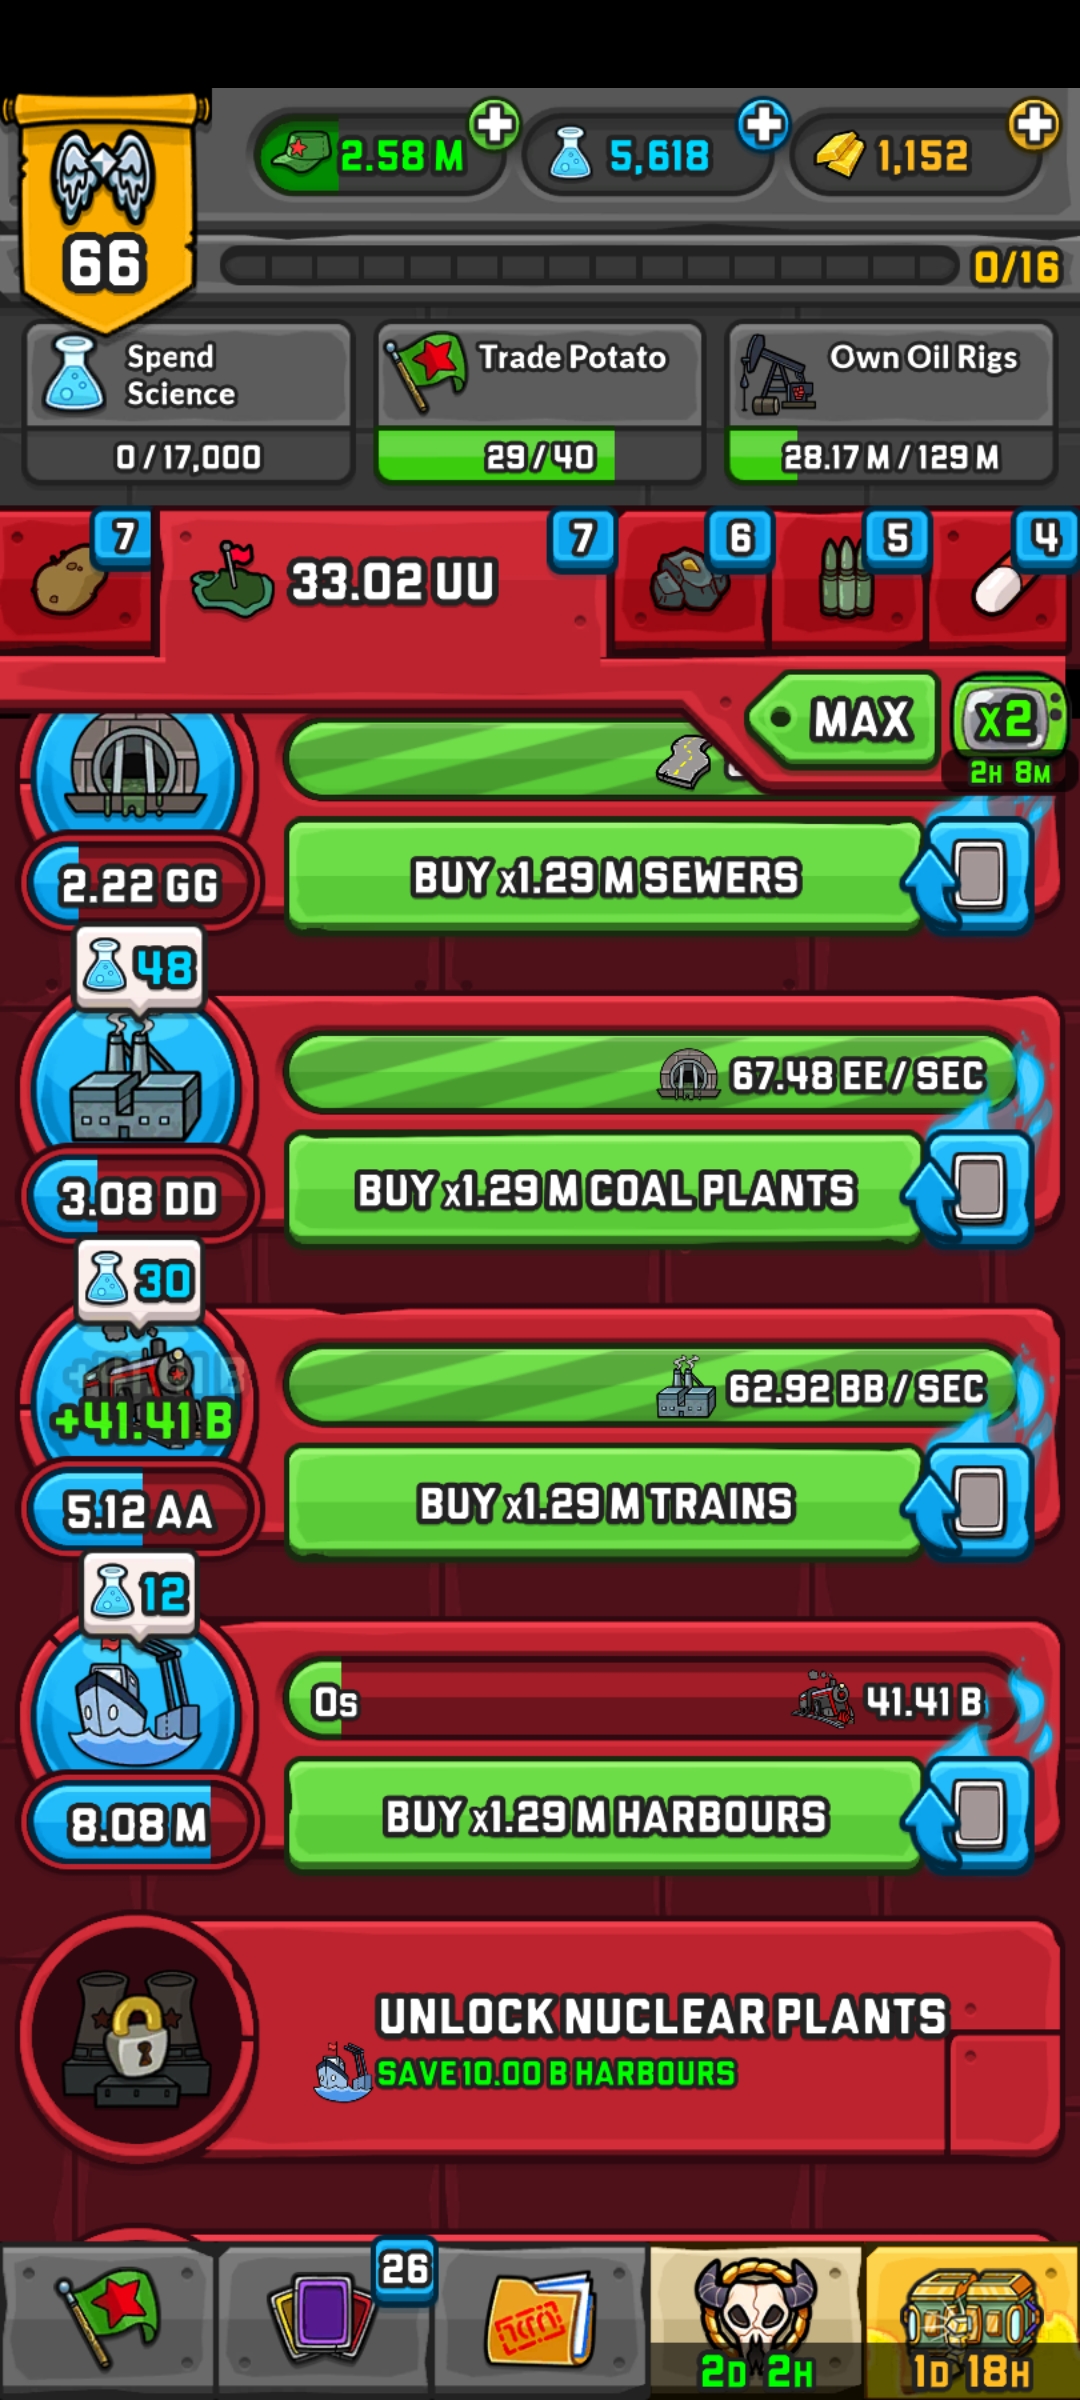 2.58 M
5,618
1,152
66
0/16
Spend
Science
0 / 17,000
Trade Potato
29 / 40
Own Oil Rigs
28.17 M / 129 M
7
33.02 UU
7
6
5
4
MAX
x2
2H 8M
2.22 GG
BUY x1.29 M SEWERS
48
67.48 EE / SEC
3.08 DD
BUY x1.29 M COAL PLANTS
30
+41.41 B
62.92 BB / SEC
5.12 AA
BUY x1.29 M TRAINS
12
0s
41.41 B
8.08 M
BUY x1.29 M HARBOURS
UNLOCK NUCLEAR PLANTS
SAVE 10.00 B HARBOURS
26
2D 2H
1D 18H